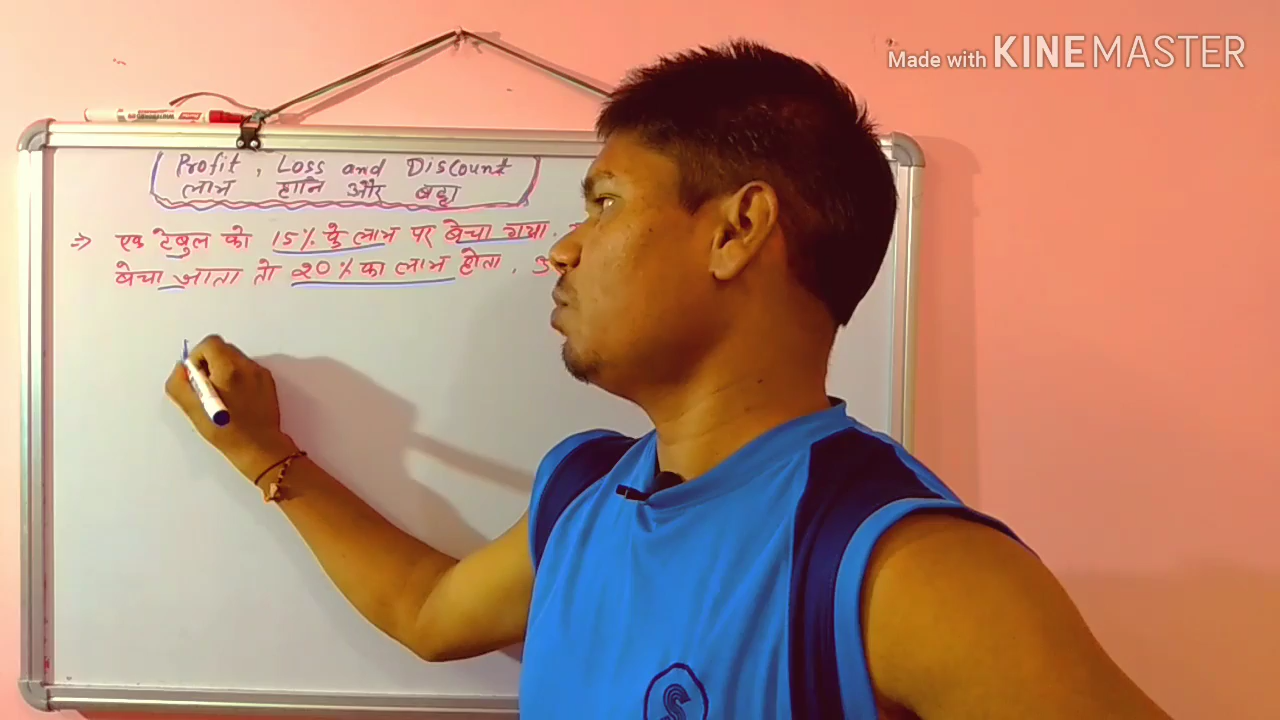 Made with KINEMASTER
Profit, Loss and Discount
लाभ हानि और बट्टा
=> एक टेबुल को 15% के लाभ पर बेचा गया.
बेचा जाता तो 20% का लाभ होता.